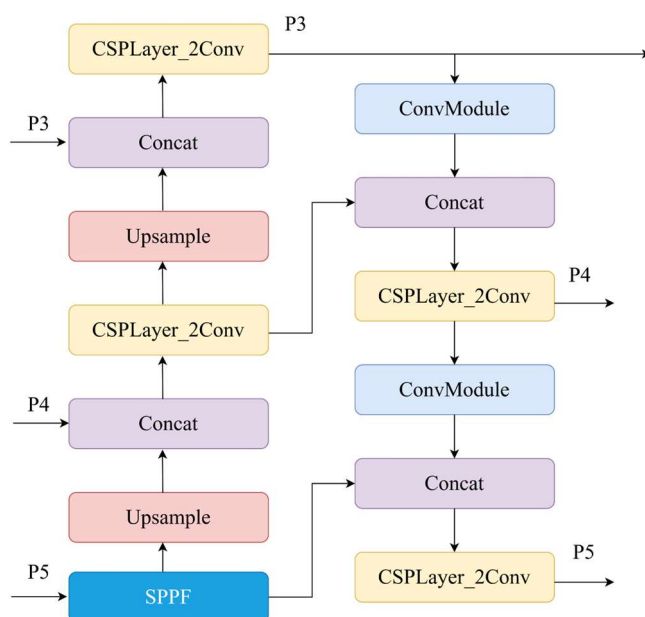 P3
CSPLayer_2Conv
P3
ConvModule
Concat
Concat
Upsample
P4
CSPLayer_2Conv
CSPLayer_2Conv
P4
ConvModule
Concat
Concat
Upsample
P5
P5
SPPF
CSPLayer_2Conv